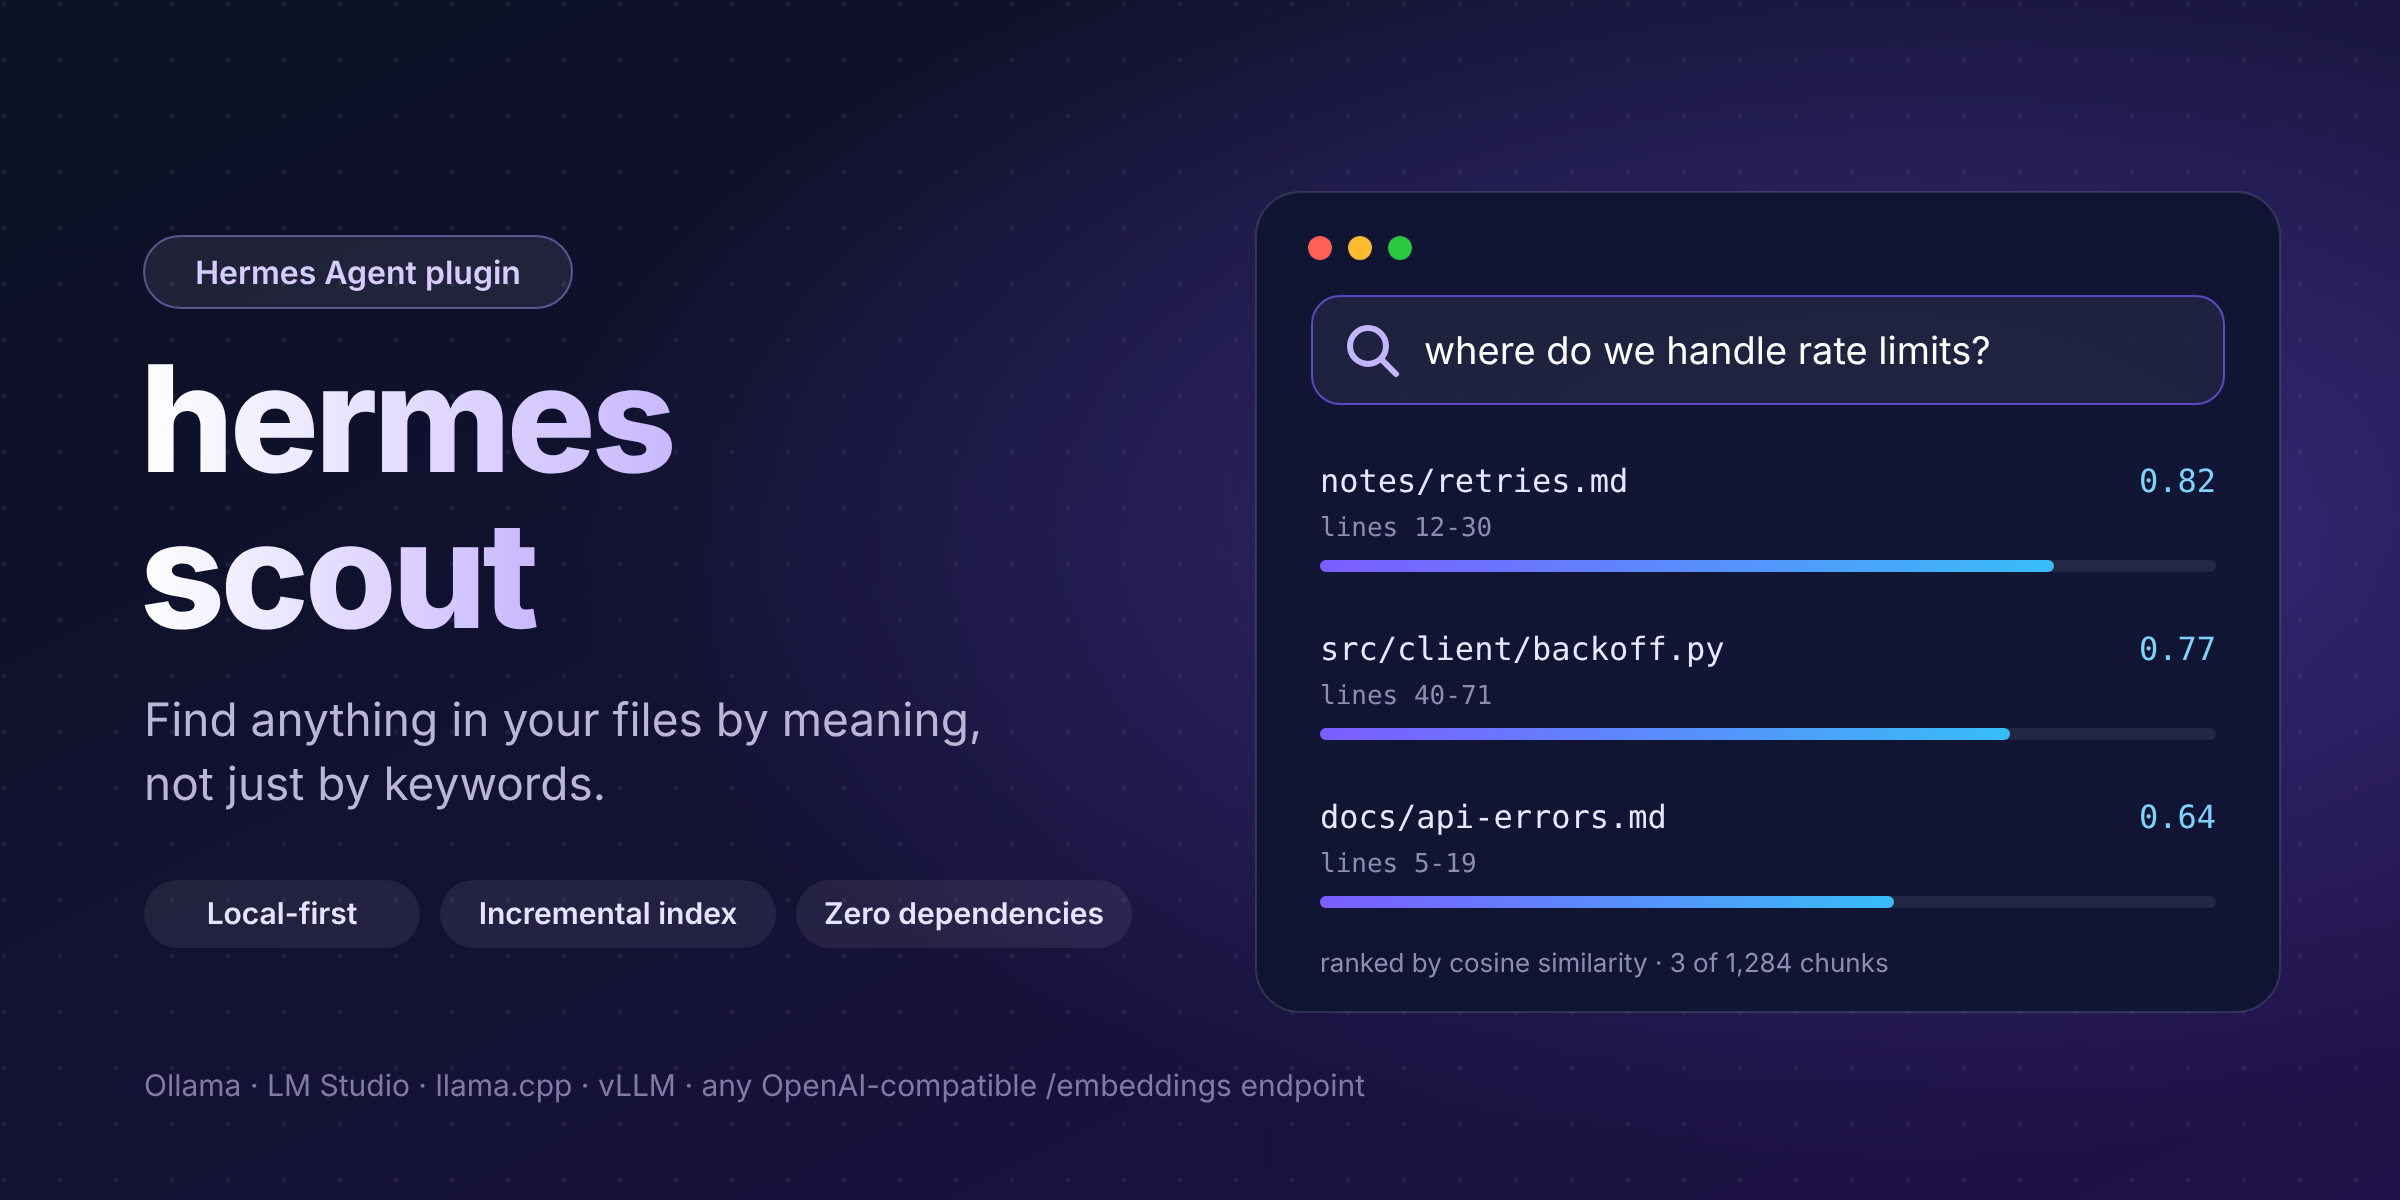 Hermes Agent plugin
hermes
scout
Find anything in your files by meaning,
not just by keywords.
Local-first
Incremental index
Zero dependencies
where do we handle rate limits?
notes/retries.md 0.82
lines 12-30
src/client/backoff.py 0.77
lines 40-71
docs/api-errors.md 0.64
lines 5-19
ranked by cosine similarity · 3 of 1,284 chunks
Ollama · LM Studio · llama.cpp · vLLM · any OpenAI-compatible /embeddings endpoint